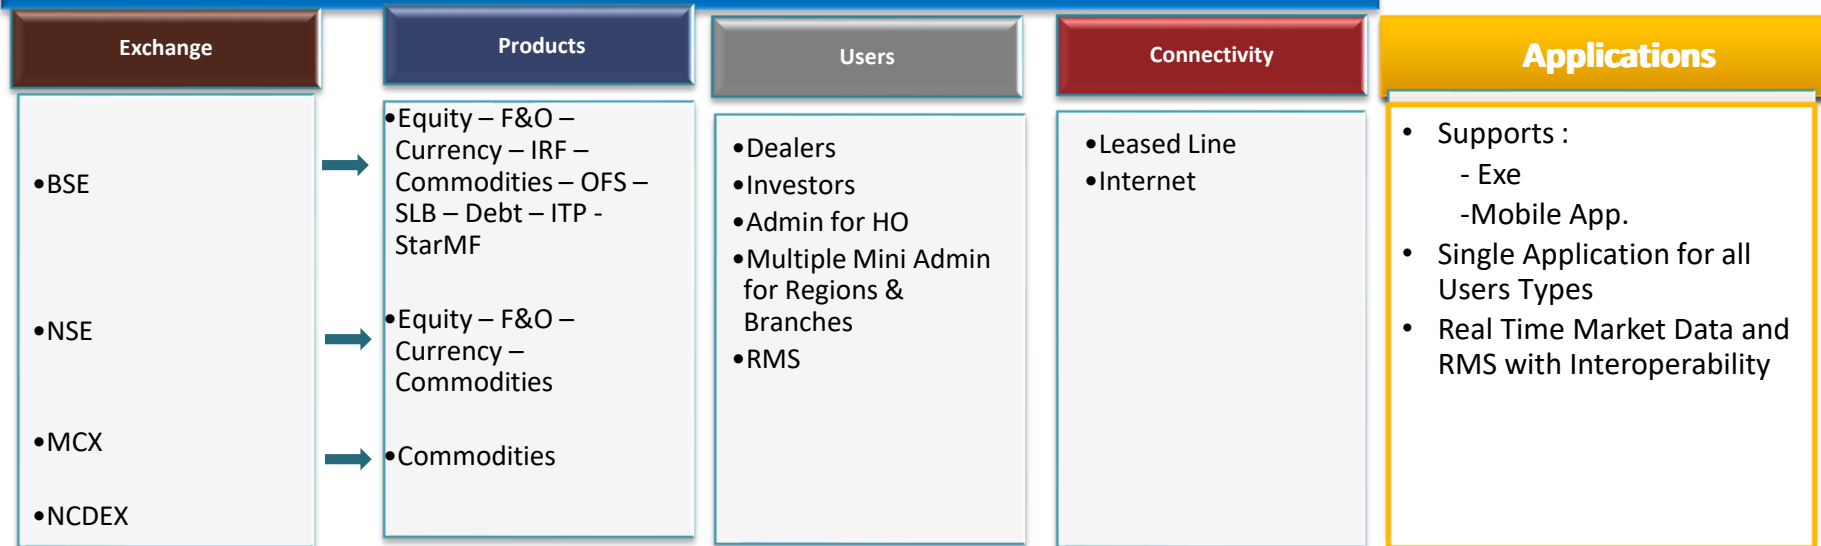 Exchange
•BSE
•NSE
•MCX
•NCDEX
Products
•Equity – F&O –
Currency – IRF –
Commodities – OFS –
SLB – Debt – ITP -
StarMF
•Equity – F&O –
Currency –
Commodities
•Commodities
Users
•Dealers
•Investors
•Admin for HO
•Multiple Mini Admin
for Regions &
Branches
•RMS
Connectivity
•Leased Line
•Internet
Applications
• Supports :
- Exe
-Mobile App.
• Single Application for all
Users Types
• Real Time Market Data and
RMS with Interoperability